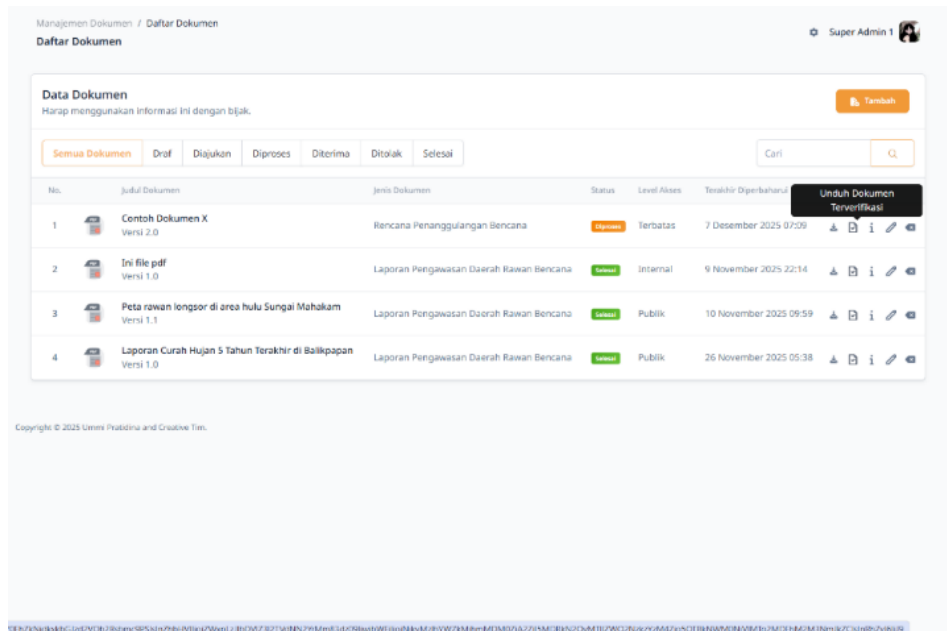 Manajemen Dokumen / Daftar Dokumen
Daftar Dokumen
Super Admin 1
Data Dokumen
Harap menggunakan informasi ini dengan bijak.
Tambah
Semua Dokumen Draf Diajukan Diproses Diterima Ditolak Selesai
Cari
No. Judul Dokumen Jenis Dokumen Status Level Akses Terakhir Diperbaharui
Unduh Dokumen
Terverifikasi
1 Contoh Dokumen X Rencana Penanggulangan Bencana Diproses Terbatas 7 Desember 2025 07:09
Versi 2.0
2 Ini file pdf Laporan Pengawasan Daerah Rawan Bencana Selesai Internal 9 November 2025 22:14
Versi 1.0
3 Peta rawan longsor di area hulu Sungai Mahakam Laporan Pengawasan Daerah Rawan Bencana Selesai Publik 10 November 2025 09:59
Versi 1.1
4 Laporan Curah Hujan 5 Tahun Terakhir di Balikpapan Laporan Pengawasan Daerah Rawan Bencana Selesai Publik 26 November 2025 05:38
Versi 1.0
Copyright © 2025 Ummi Pratidina and Creative Tim.